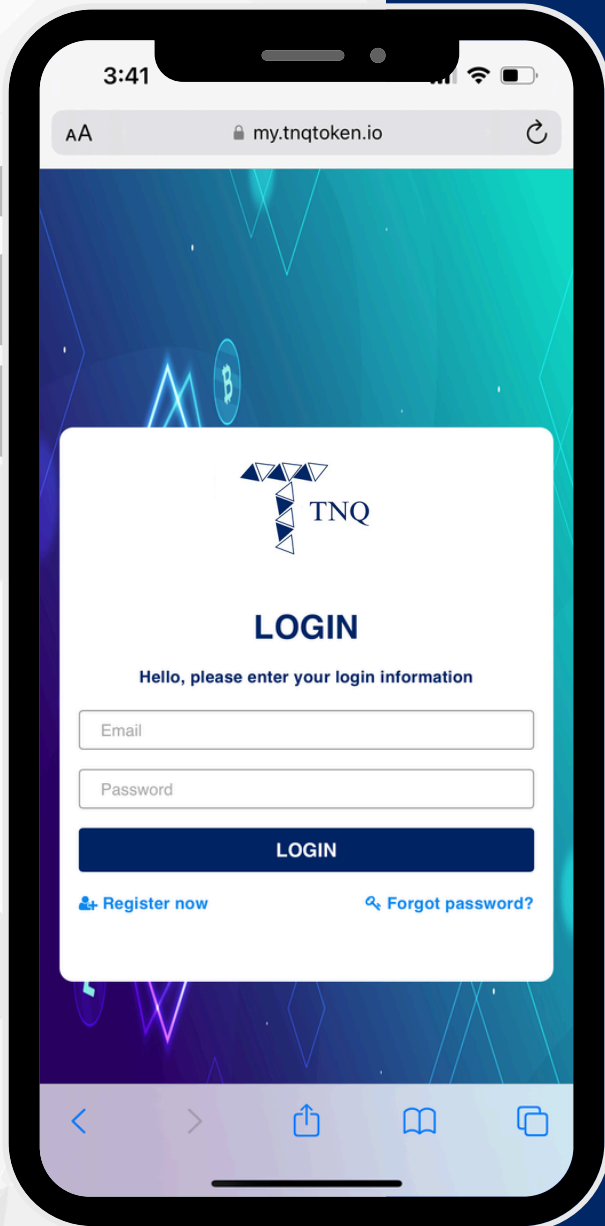 3:41
AA my.tnqtoken.io
TNQ
LOGIN
Hello, please enter your login information
Email
Password
LOGIN
Register now Forgot password?